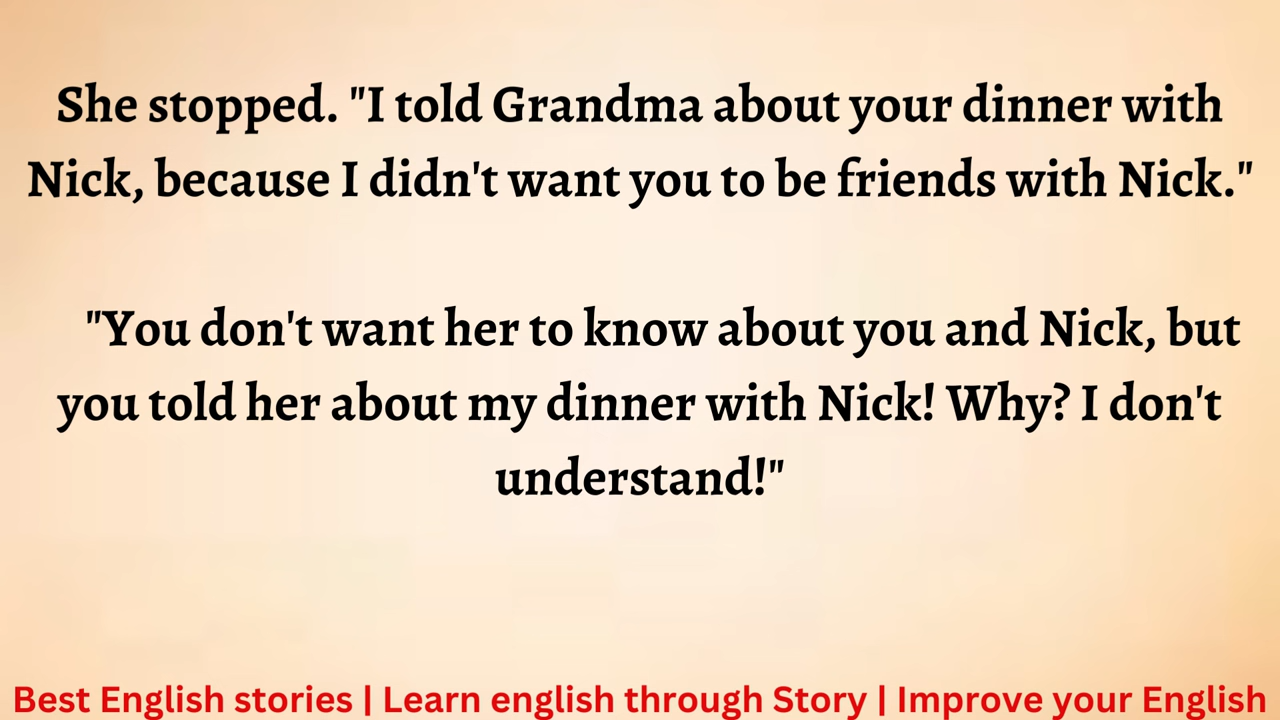 She stopped. "I told Grandma about your dinner with
Nick, because I didn't want you to be friends with Nick."
"You don't want her to know about you and Nick, but
you told her about my dinner with Nick! Why? I don't
understand!"
Best English stories | Learn english through Story | Improve your English